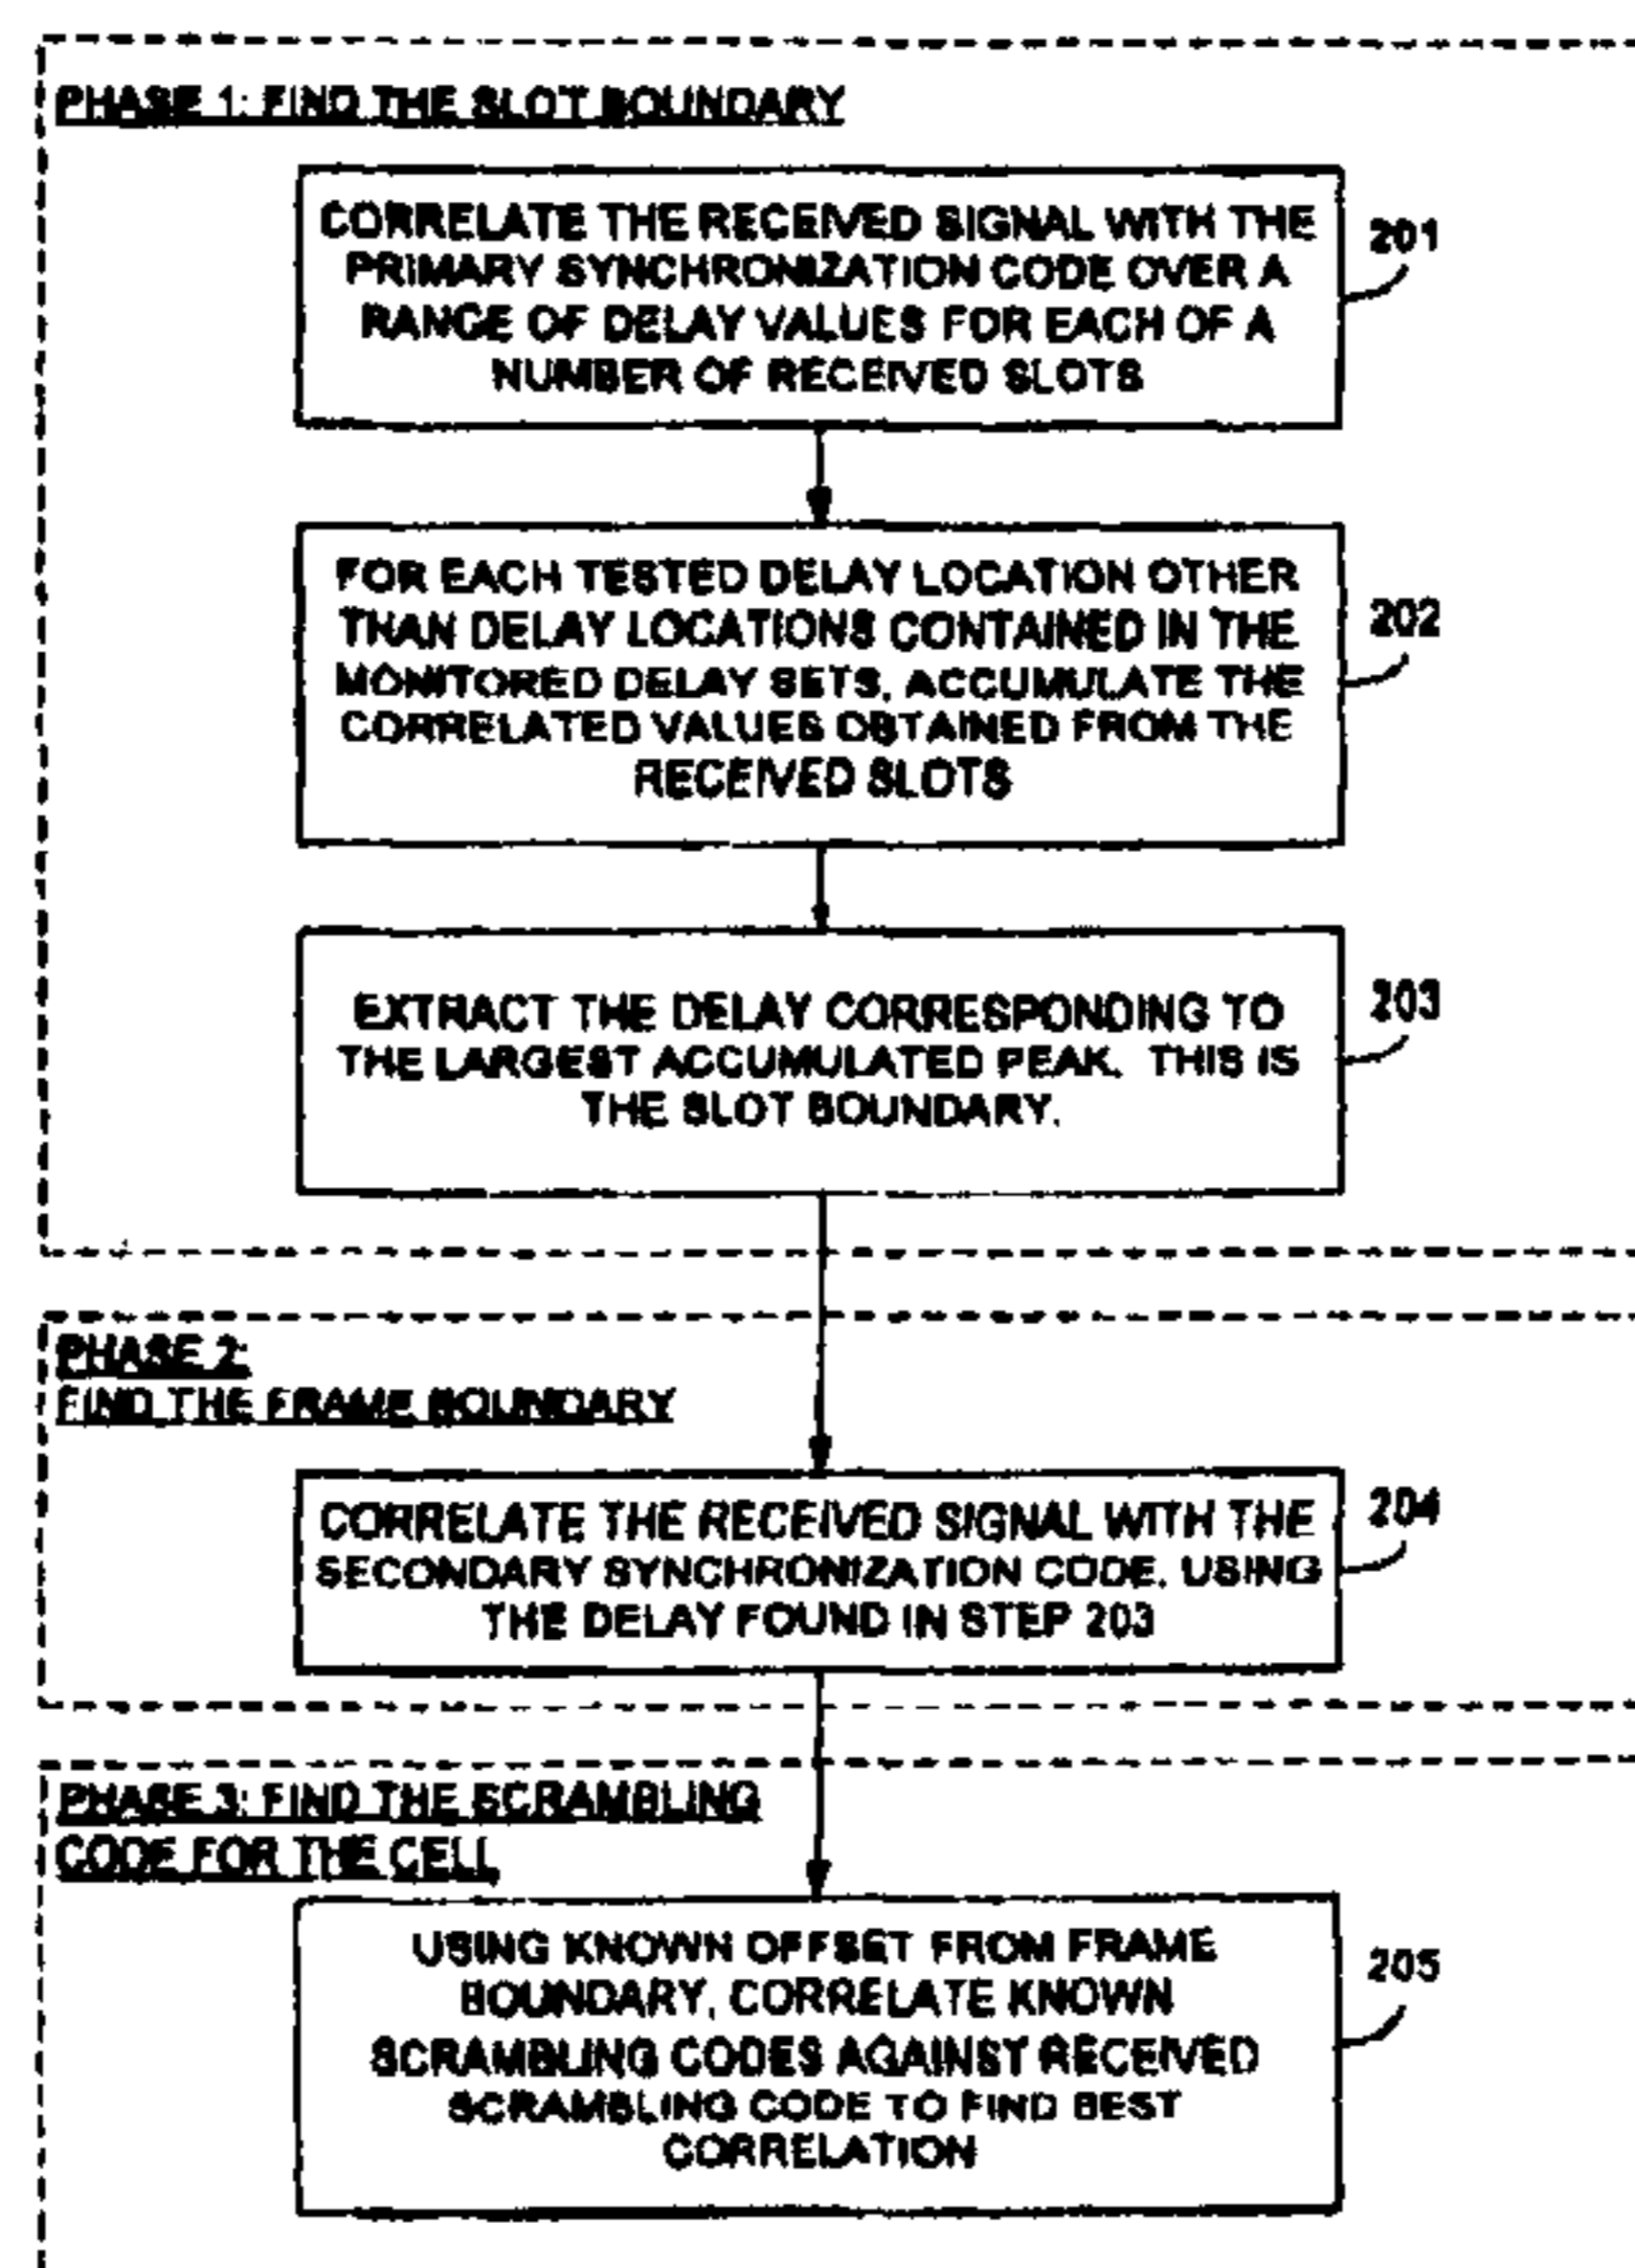 PHASE 1: FIND THE SLOT BOUNDARY
CORRELATE THE RECEIVED SIGNAL WITH THE
PRIMARY SYNCHRONIZATION CODE OVER A
RANGE OF DELAY VALUES FOR EACH OF A
NUMBER OF RECEIVED SLOTS
201
FOR EACH TESTED DELAY LOCATION OTHER
THAN DELAY LOCATIONS CONTAINED IN THE
MONITORED DELAY SETS, ACCUMULATE THE
CORRELATED VALUES OBTAINED FROM THE
RECEIVED SLOTS
202
EXTRACT THE DELAY CORRESPONDING TO
THE LARGEST ACCUMULATED PEAK. THIS IS
THE SLOT BOUNDARY.
203
PHASE 2:
FIND THE FRAME BOUNDARY
CORRELATE THE RECEIVED SIGNAL WITH THE
SECONDARY SYNCHRONIZATION CODE, USING
THE DELAY FOUND IN STEP 203
204
PHASE 3: FIND THE SCRAMBLING
CODE FOR THE CELL
USING KNOWN OFFSET FROM FRAME
BOUNDARY, CORRELATE KNOWN
SCRAMBLING CODES AGAINST RECEIVED
SCRAMBLING CODE TO FIND BEST
CORRELATION
205